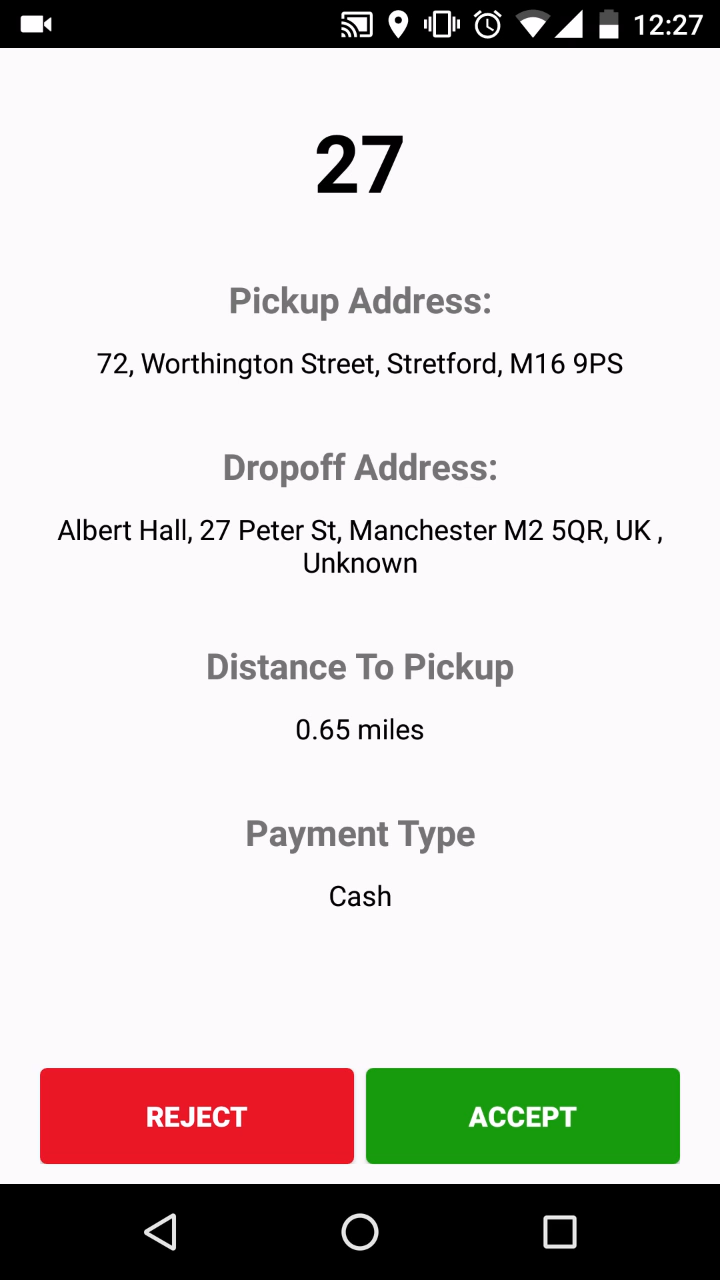 12:27
27
Pickup Address:
72, Worthington Street, Stretford, M16 9PS
Dropoff Address:
Albert Hall, 27 Peter St, Manchester M2 5QR, UK ,
Unknown
Distance To Pickup
0.65 miles
Payment Type
Cash
REJECT
ACCEPT